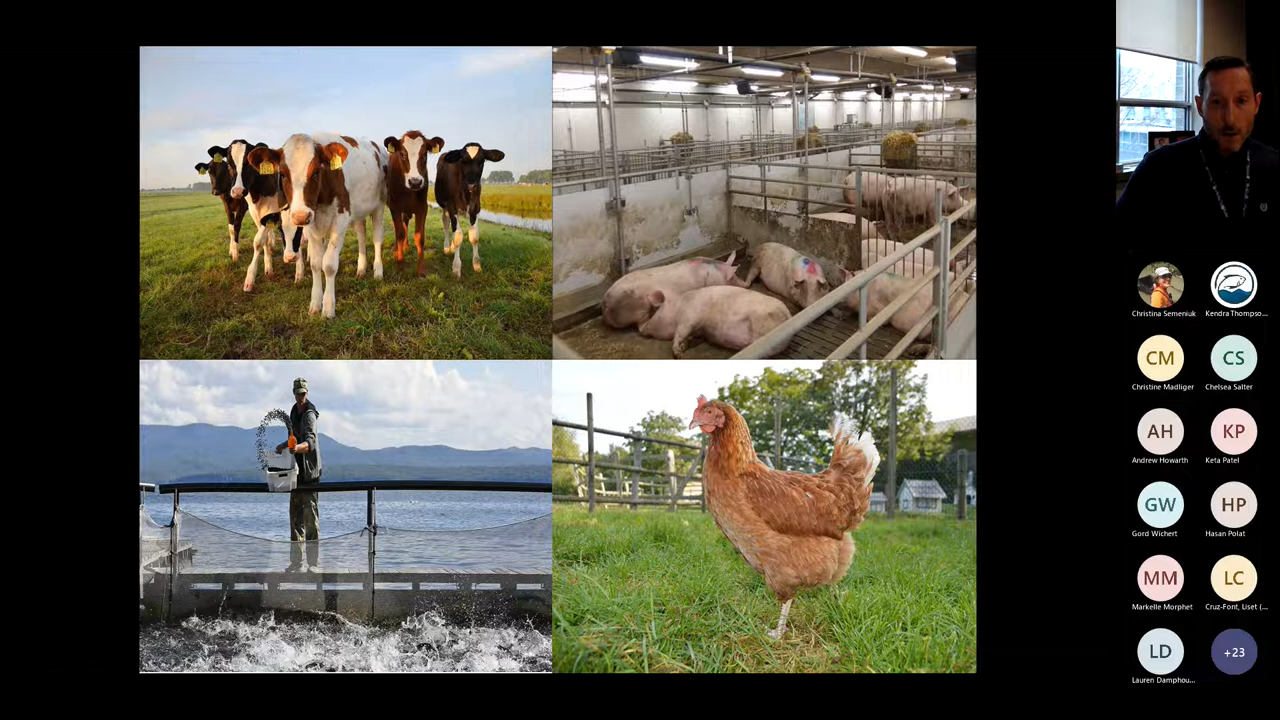 Christina Semeniuk
Kendra Thompso...
CM
CS
Christine Madliger
Chelsea Salter
AH
KP
Andrew Howarth
Keta Patel
GW
HP
Gord Wichert
Hasan Polat
MM
LC
Markelle Morphet
Cruz-Font, Liset (...
LD
+23
Lauren Damphou...